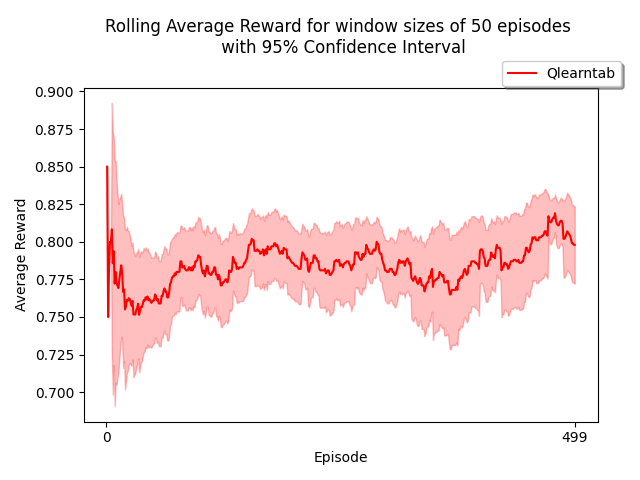 Rolling Average Reward for window sizes of 50 episodes
with 95% Confidence Interval
Qlearntab
0.900
0.875
0.850
0.825
0.800
0.775
0.750
0.725
0.700
Average Reward
0
499
Episode